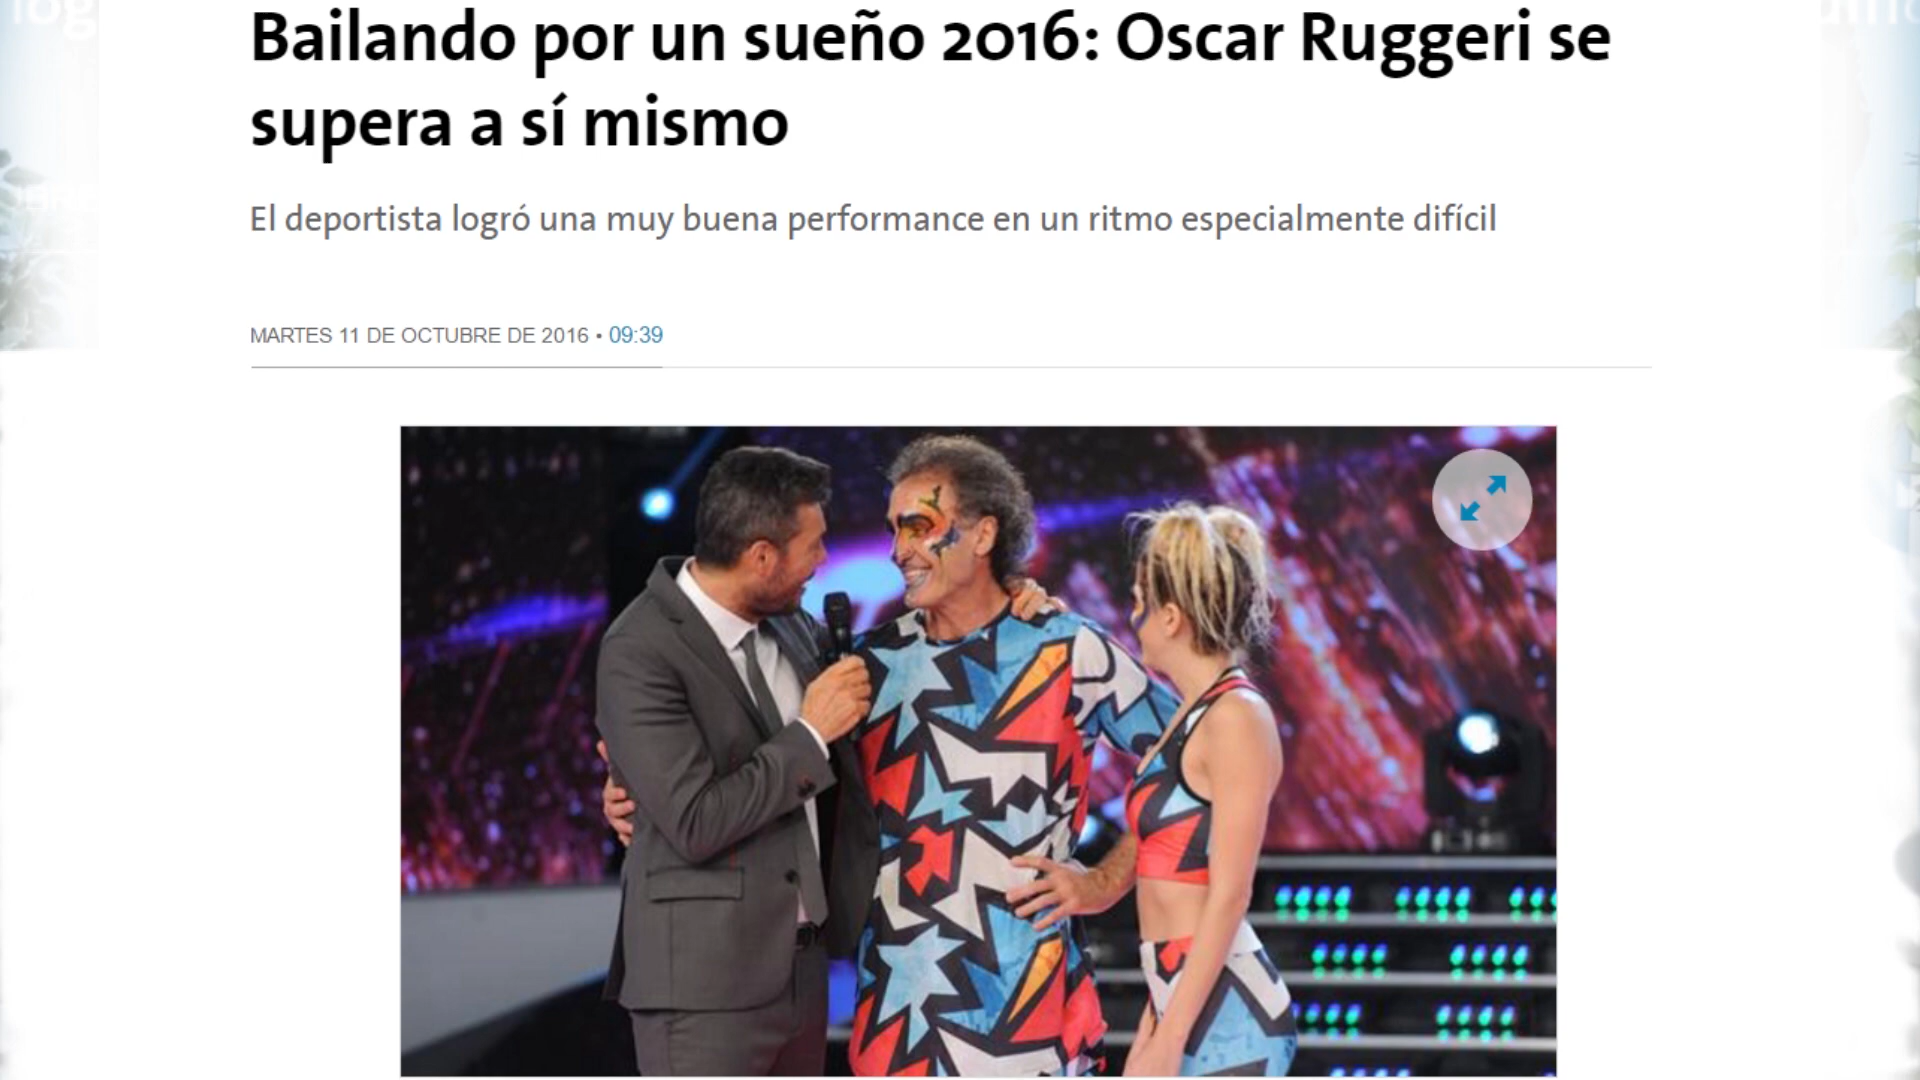 Bailando por un sueño 2016: Oscar Ruggeri se
supera a sí mismo
El deportista logró una muy buena performance en un ritmo especialmente difícil
MARTES 11 DE OCTUBRE DE 2016 • 09:39